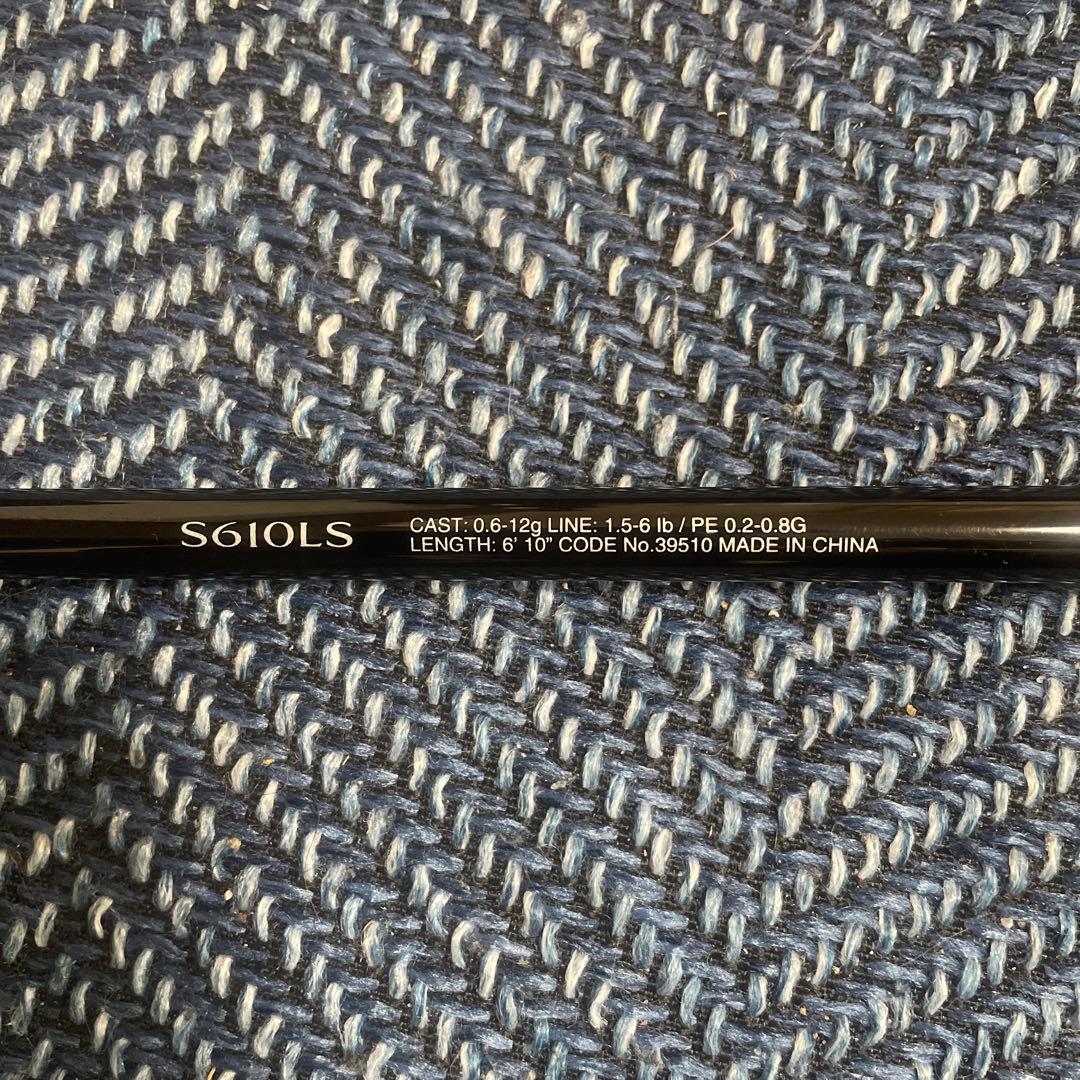 S610LS
CAST: 0.6-12g LINE: 1.5-6 lb / PE 0.2-0.8G
LENGTH: 6’ 10” CODE No.39510 MADE IN CHINA